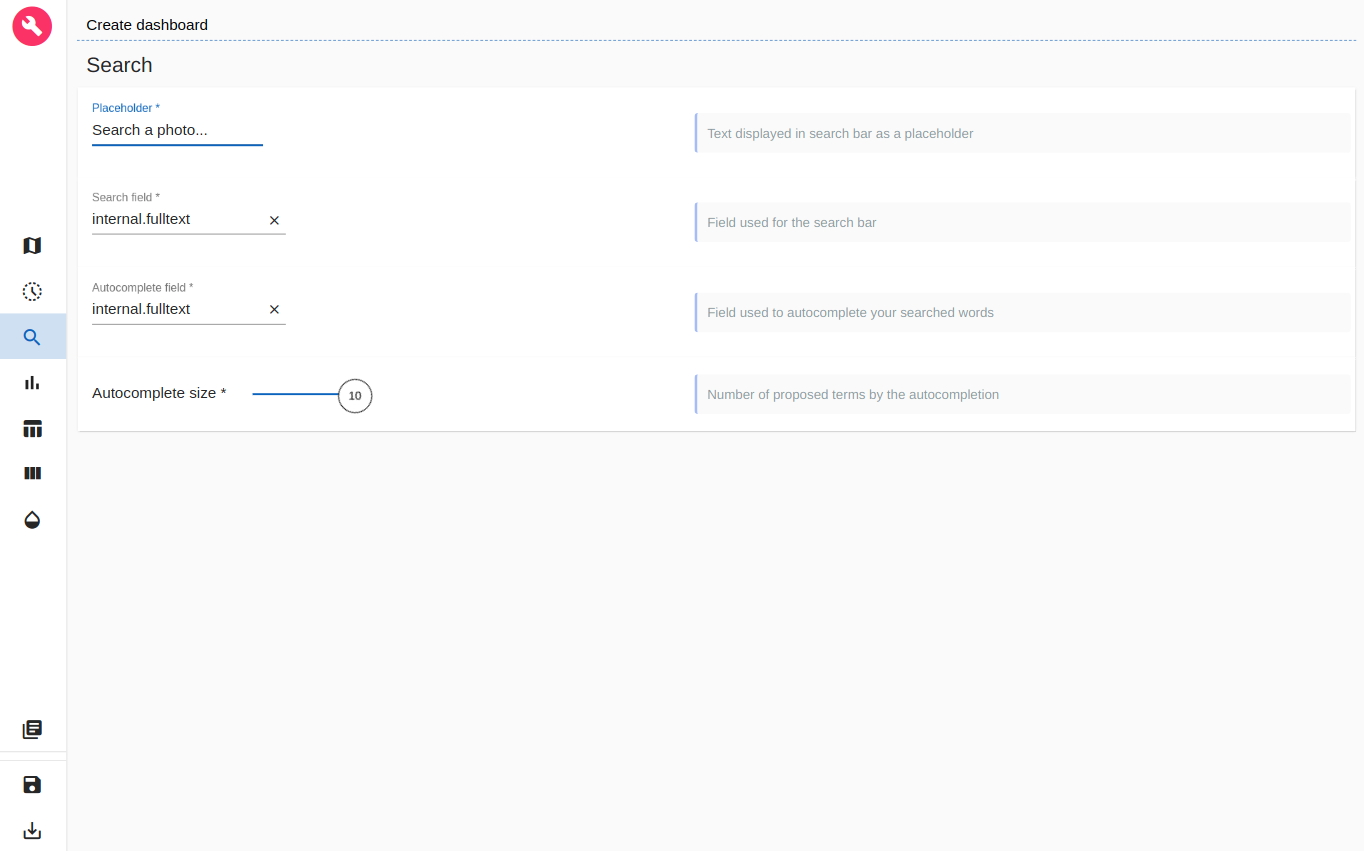 Create dashboard
Search
Placeholder *
Search a photo...
Text displayed in search bar as a placeholder
Search field *
internal.fulltext
Field used for the search bar
Autocomplete field *
internal.fulltext
Field used to autocomplete your searched words
Autocomplete size *
10
Number of proposed terms by the autocompletion